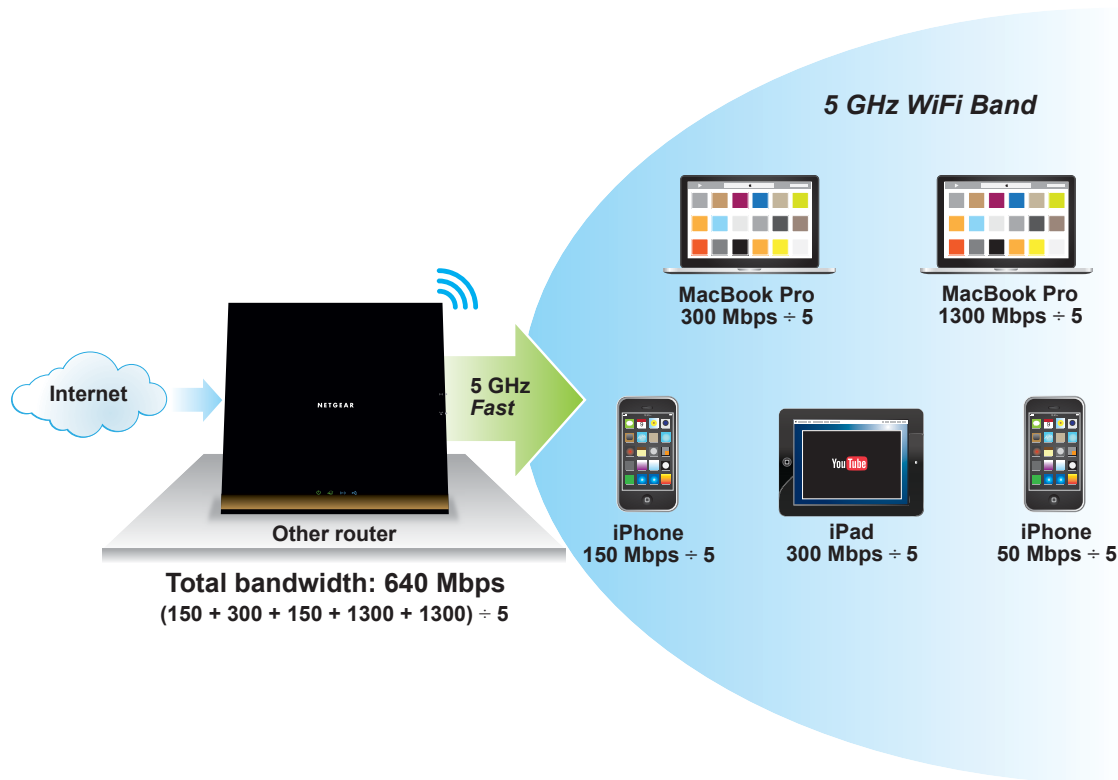 5 GHz WiFi Band
MacBook Pro
300 Mbps ÷ 5
MacBook Pro
1300 Mbps ÷ 5
Internet
NETGEAR
5 GHz
Fast
You Tube
iPhone
150 Mbps ÷ 5
iPad
300 Mbps ÷ 5
iPhone
50 Mbps ÷ 5
Other router
Total bandwidth: 640 Mbps
(150 + 300 + 150 + 1300 + 1300) ÷ 5